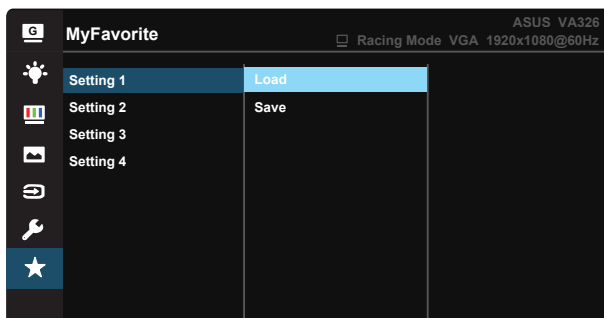 ASUS VA326
G MyFavorite
Racing Mode VGA 1920x1080@60Hz
Setting 1 Load
Setting 2 Save
Setting 3
Setting 4